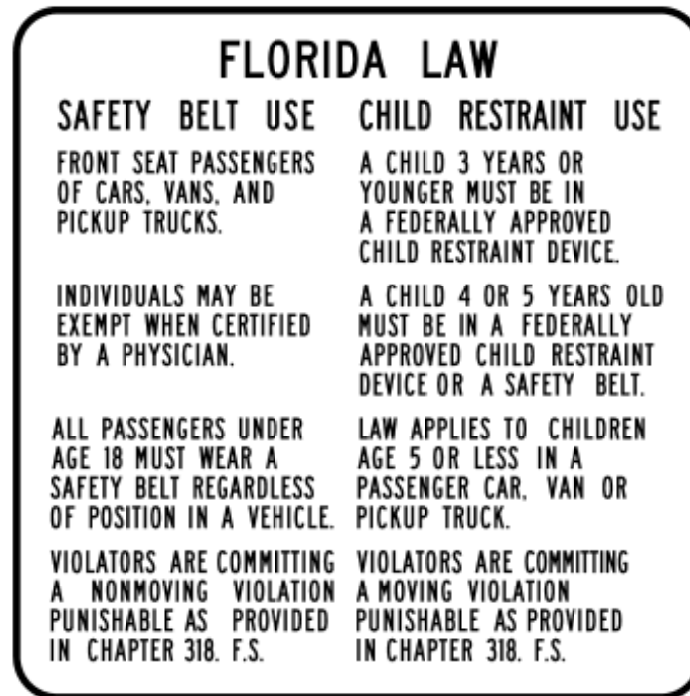 FLORIDA LAW
SAFETY BELT USE
FRONT SEAT PASSENGERS
OF CARS, VANS, AND
PICKUP TRUCKS.
INDIVIDUALS MAY BE
EXEMPT WHEN CERTIFIED
BY A PHYSICIAN.
ALL PASSENGERS UNDER
AGE 18 MUST WEAR A
SAFETY BELT REGARDLESS
OF POSITION IN A VEHICLE.
VIOLATORS ARE COMMITTING
A NONMOVING VIOLATION
PUNISHABLE AS PROVIDED
IN CHAPTER 318. F.S.
CHILD RESTRAINT USE
A CHILD 3 YEARS OR
YOUNGER MUST BE IN
A FEDERALLY APPROVED
CHILD RESTRAINT DEVICE.
A CHILD 4 OR 5 YEARS OLD
MUST BE IN A FEDERALLY
APPROVED CHILD RESTRAINT
DEVICE OR A SAFETY BELT.
LAW APPLIES TO CHILDREN
AGE 5 OR LESS IN A
PASSENGER CAR, VAN OR
PICKUP TRUCK.
VIOLATORS ARE COMMITTING
A MOVING VIOLATION
PUNISHABLE AS PROVIDED
IN CHAPTER 318. F.S.